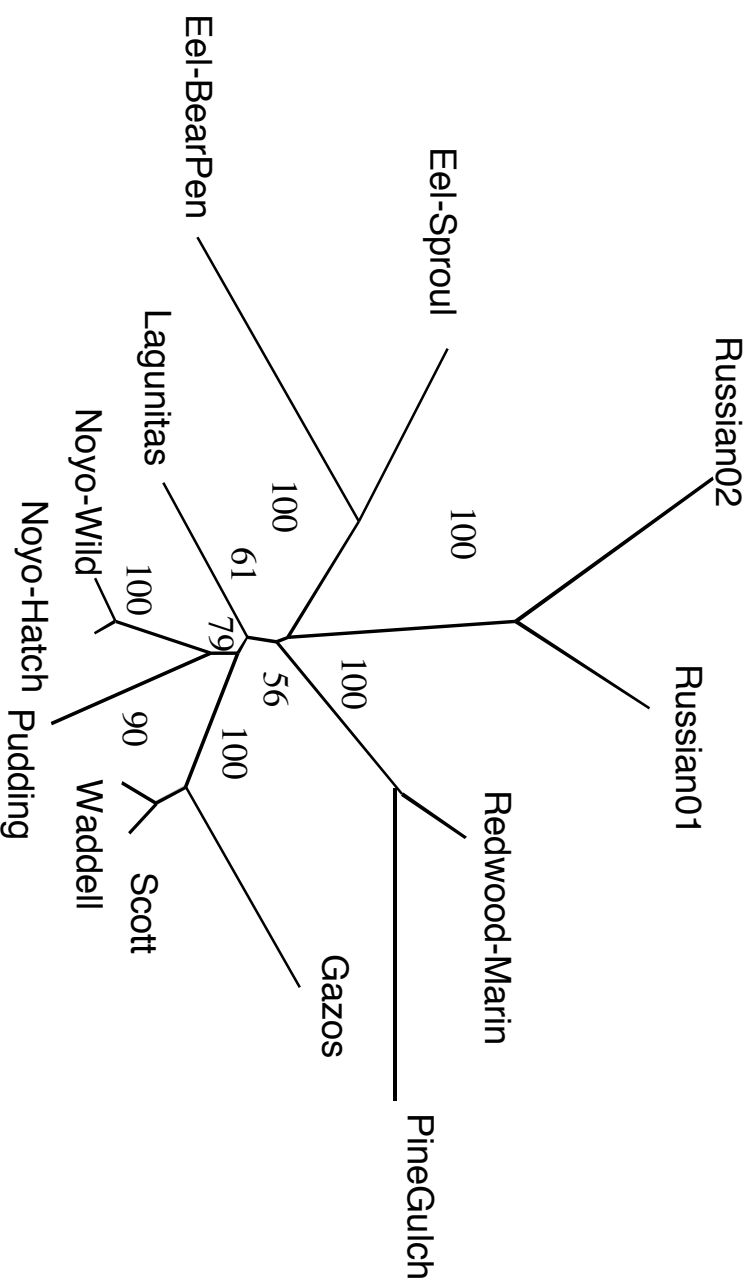 Russian02
Russian01
Eel-Sproul
100
Redwood-Marin
PineGulch
100
Eel-BearPen
100
Gazos
56
61
100
79
Lagunitas
Scott
100
90
Noyo-Wild
Waddell
Noyo-Hatch
Pudding